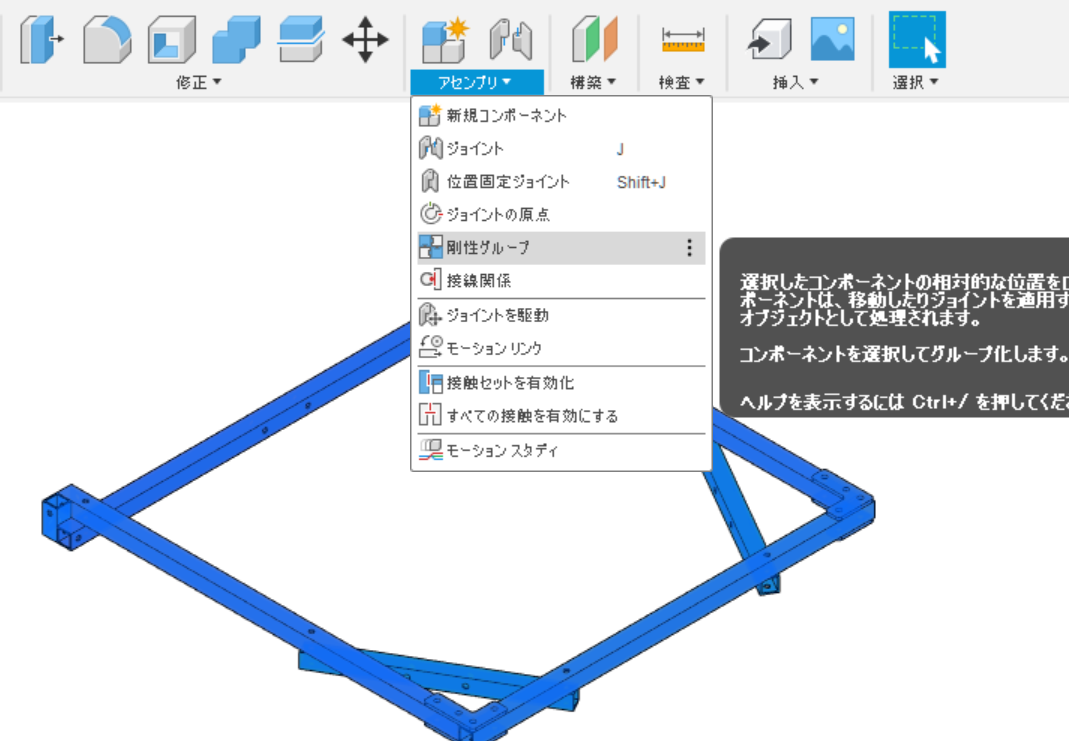 修正▼
アセンブリ▼
構築▼
検査▼
挿入▼
選択▼
新規コンポーネント
ジョイント J
位置固定ジョイント Shift+J
ジョイントの原点
剛性グループ
接線関係
ジョイントを駆動
モーション リンク
接触セットを有効化
すべての接触を有効にする
モーション スタディ
選択したコンポーネントの相対的な位置を
ポーネントは、移動したりジョイントを適用す
オブジェクトとして処理されます。
コンポーネントを選択してグループ化します。
ヘルプを表示するには Ctrl+/ を押してくだ